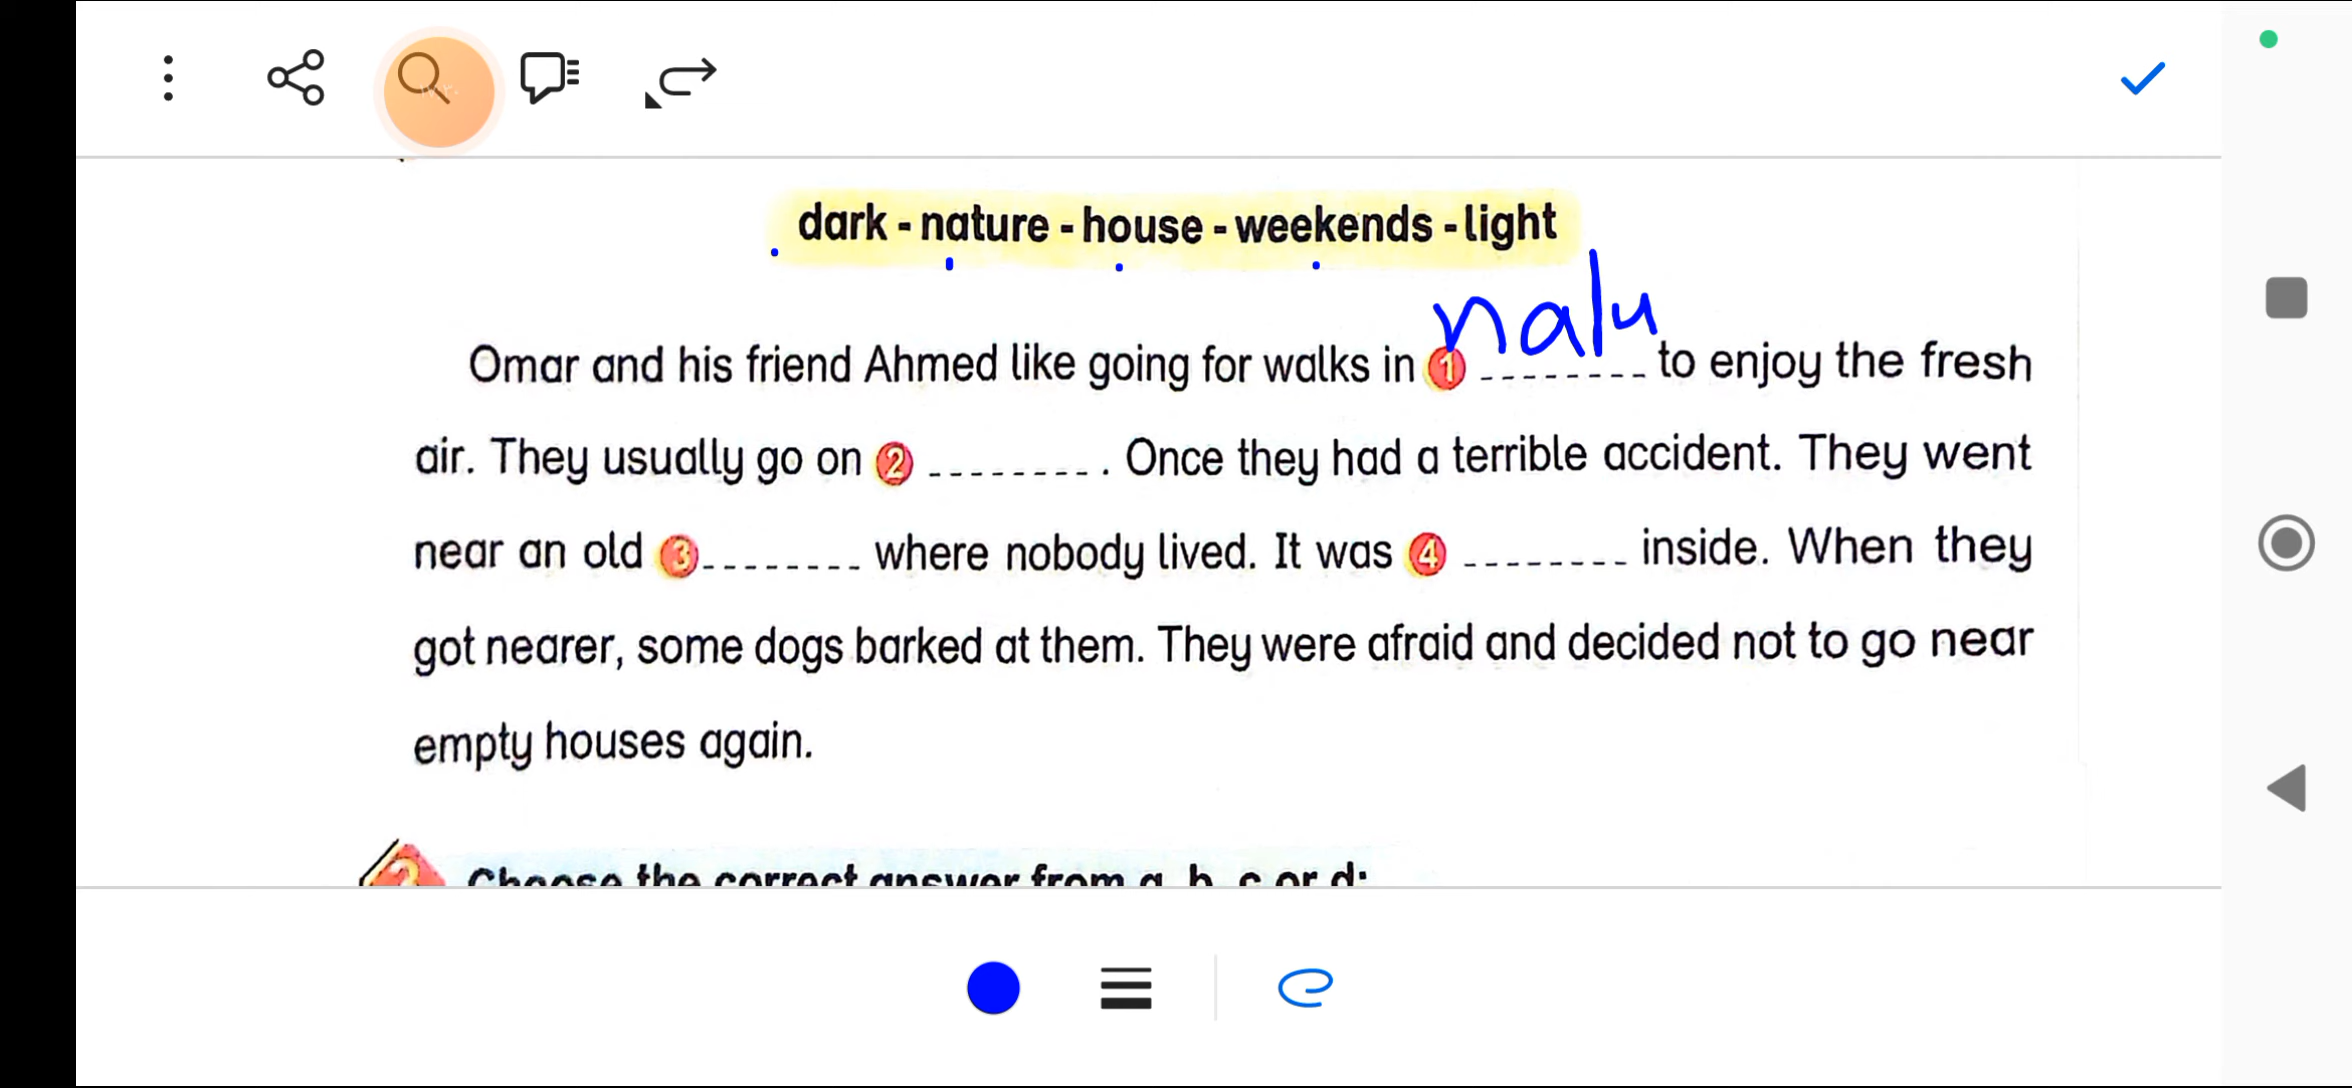 dark - nature - house - weekends - light
natu
Omar and his friend Ahmed like going for walks in 1 -------- to enjoy the fresh
air. They usually go on 2 -------- . Once they had a terrible accident. They went
near an old 3 -------- where nobody lived. It was 4 -------- inside. When they
got nearer, some dogs barked at them. They were afraid and decided not to go near
empty houses again.
2 Choose the correct answer from a, b, c or d: